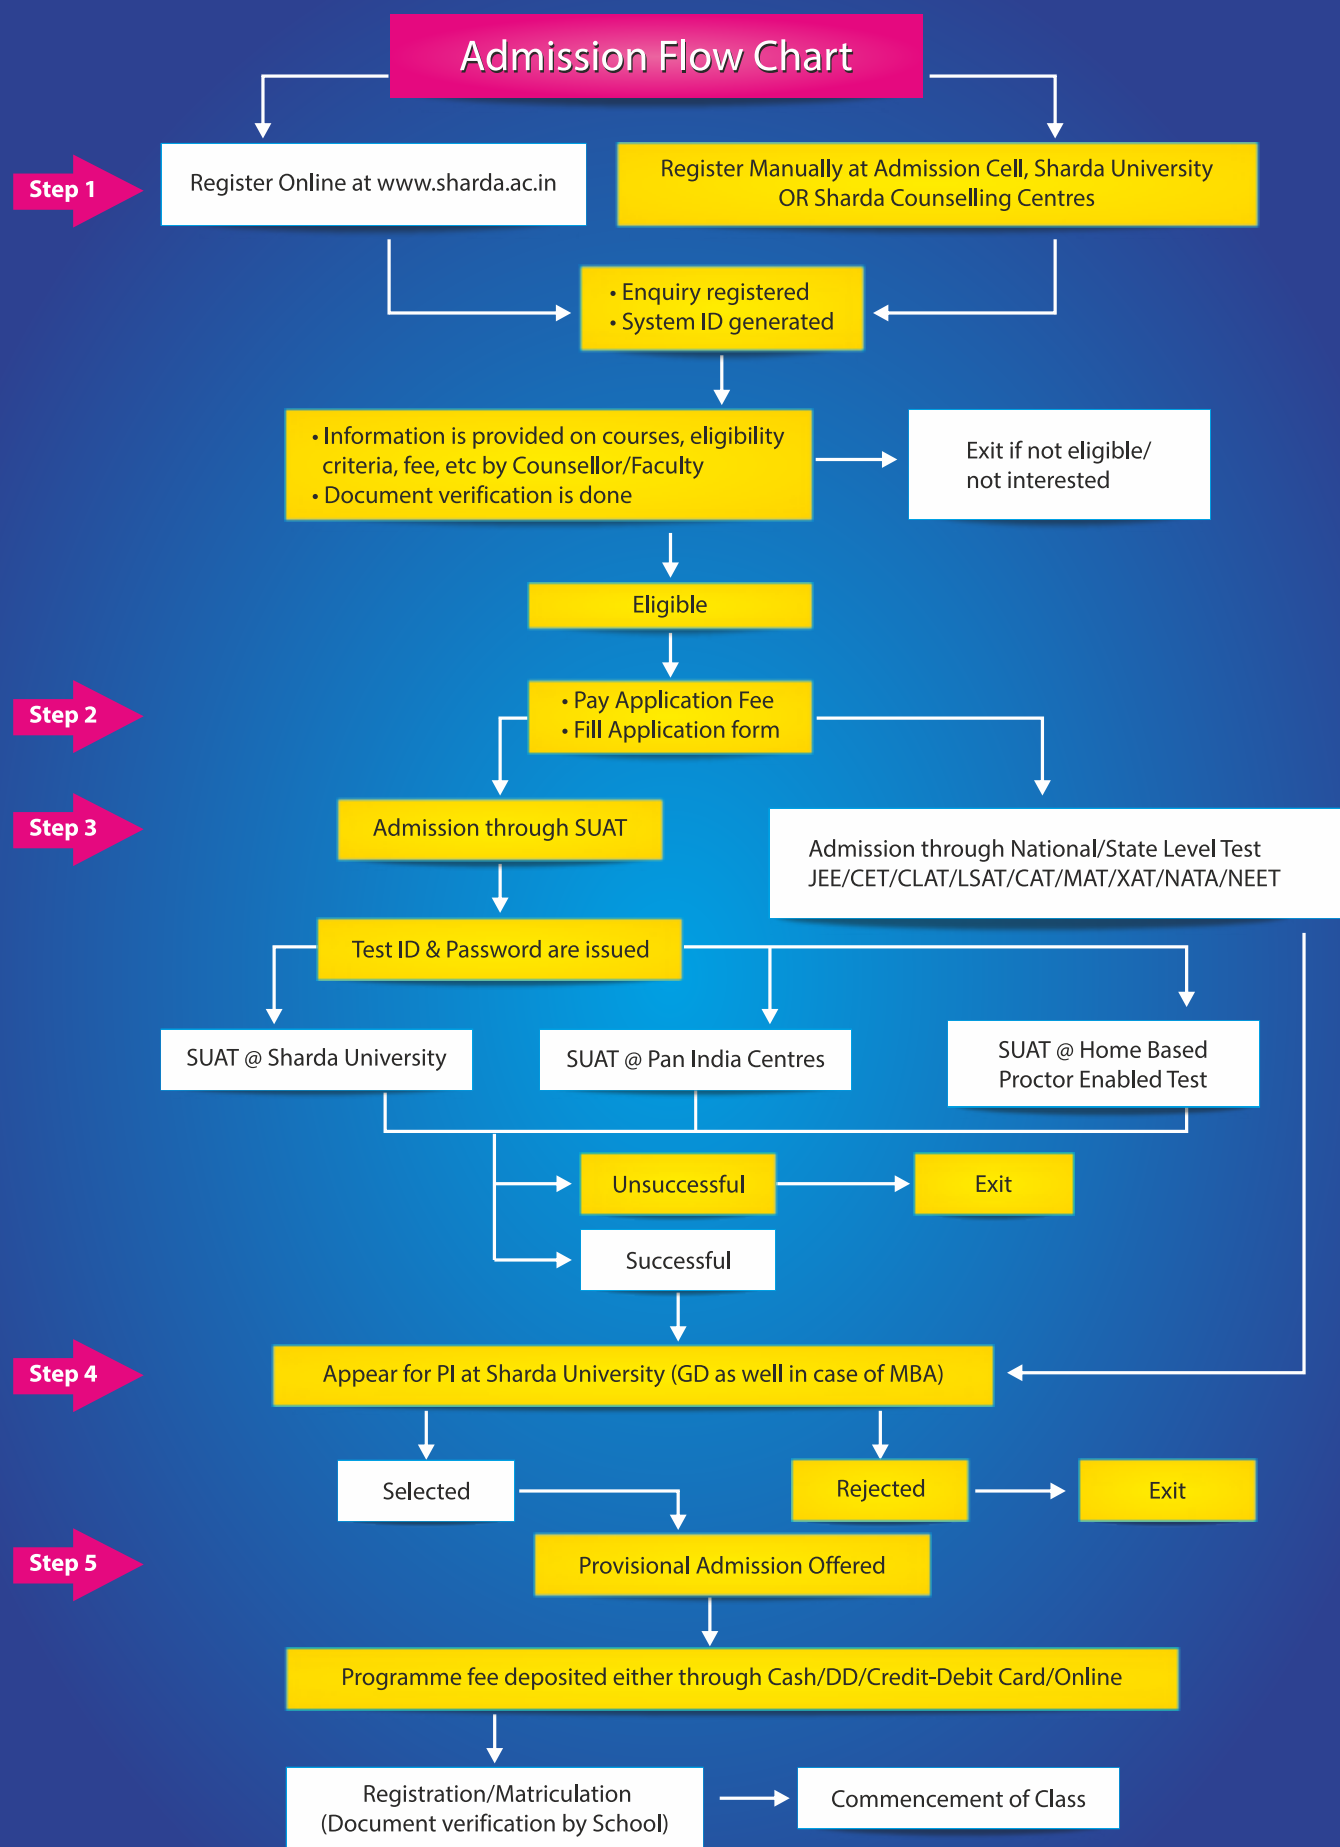 Admission Flow Chart
Step 1
Register Online at www.sharda.ac.in
Register Manually at Admission Cell, Sharda University
OR Sharda Counselling Centres
• Enquiry registered
• System ID generated
• Information is provided on courses, eligibility
criteria, fee, etc by Counsellor/Faculty
• Document verification is done
Exit if not eligible/
not interested
Eligible
Step 2
• Pay Application Fee
• Fill Application form
Step 3
Admission through SUAT
Admission through National/State Level Test
JEE/CET/CLAT/LSAT/CAT/MAT/XAT/NATA/NEET
Test ID & Password are issued
SUAT @ Sharda University
SUAT @ Pan India Centres
SUAT @ Home Based
Proctor Enabled Test
Unsuccessful
Exit
Successful
Step 4
Appear for PI at Sharda University (GD as well in case of MBA)
Selected
Rejected
Exit
Step 5
Provisional Admission Offered
Programme fee deposited either through Cash/DD/Credit-Debit Card/Online
Registration/Matriculation
(Document verification by School)
Commencement of Class